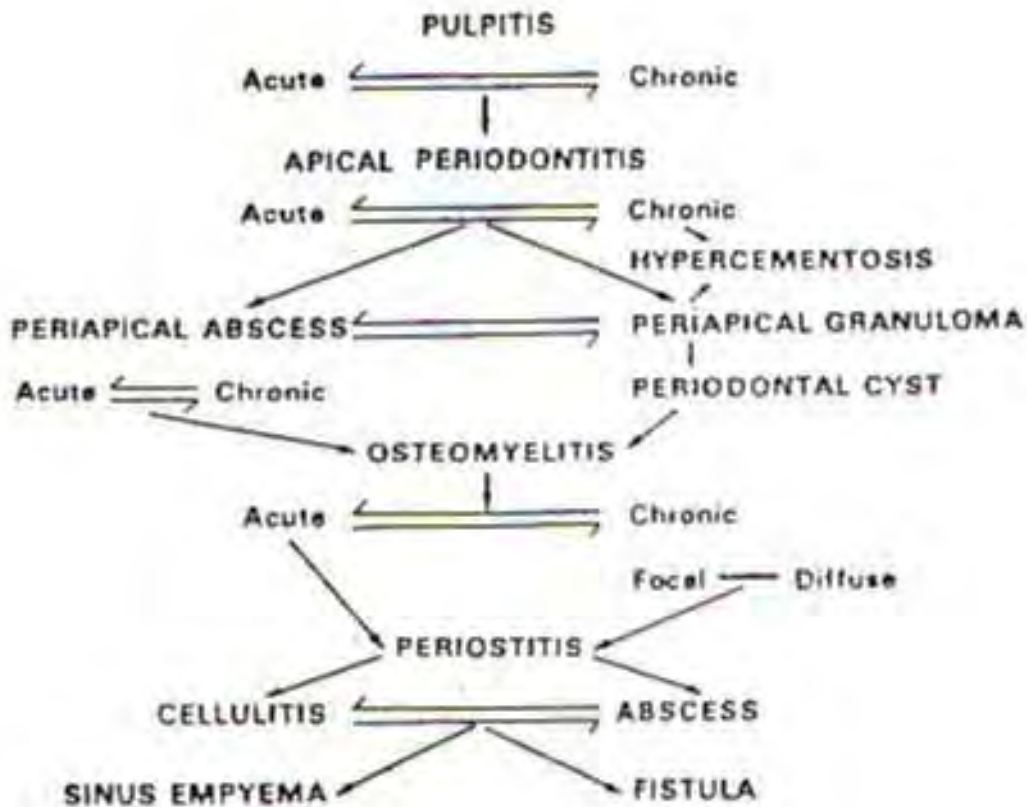 PULPITIS
Acute Chronic
APICAL PERIODONTITIS
Acute Chronic
HYPERCEMENTOSIS
PERIAPICAL ABSCESS PERIAPICAL GRANULOMA
Acute Chronic PERIODONTAL CYST
OSTEOMYELITIS
Acute Chronic
Focal Diffuse
PERIOSTITIS
CELLULITIS ABSCESS
SINUS EMPYEMA FISTULA